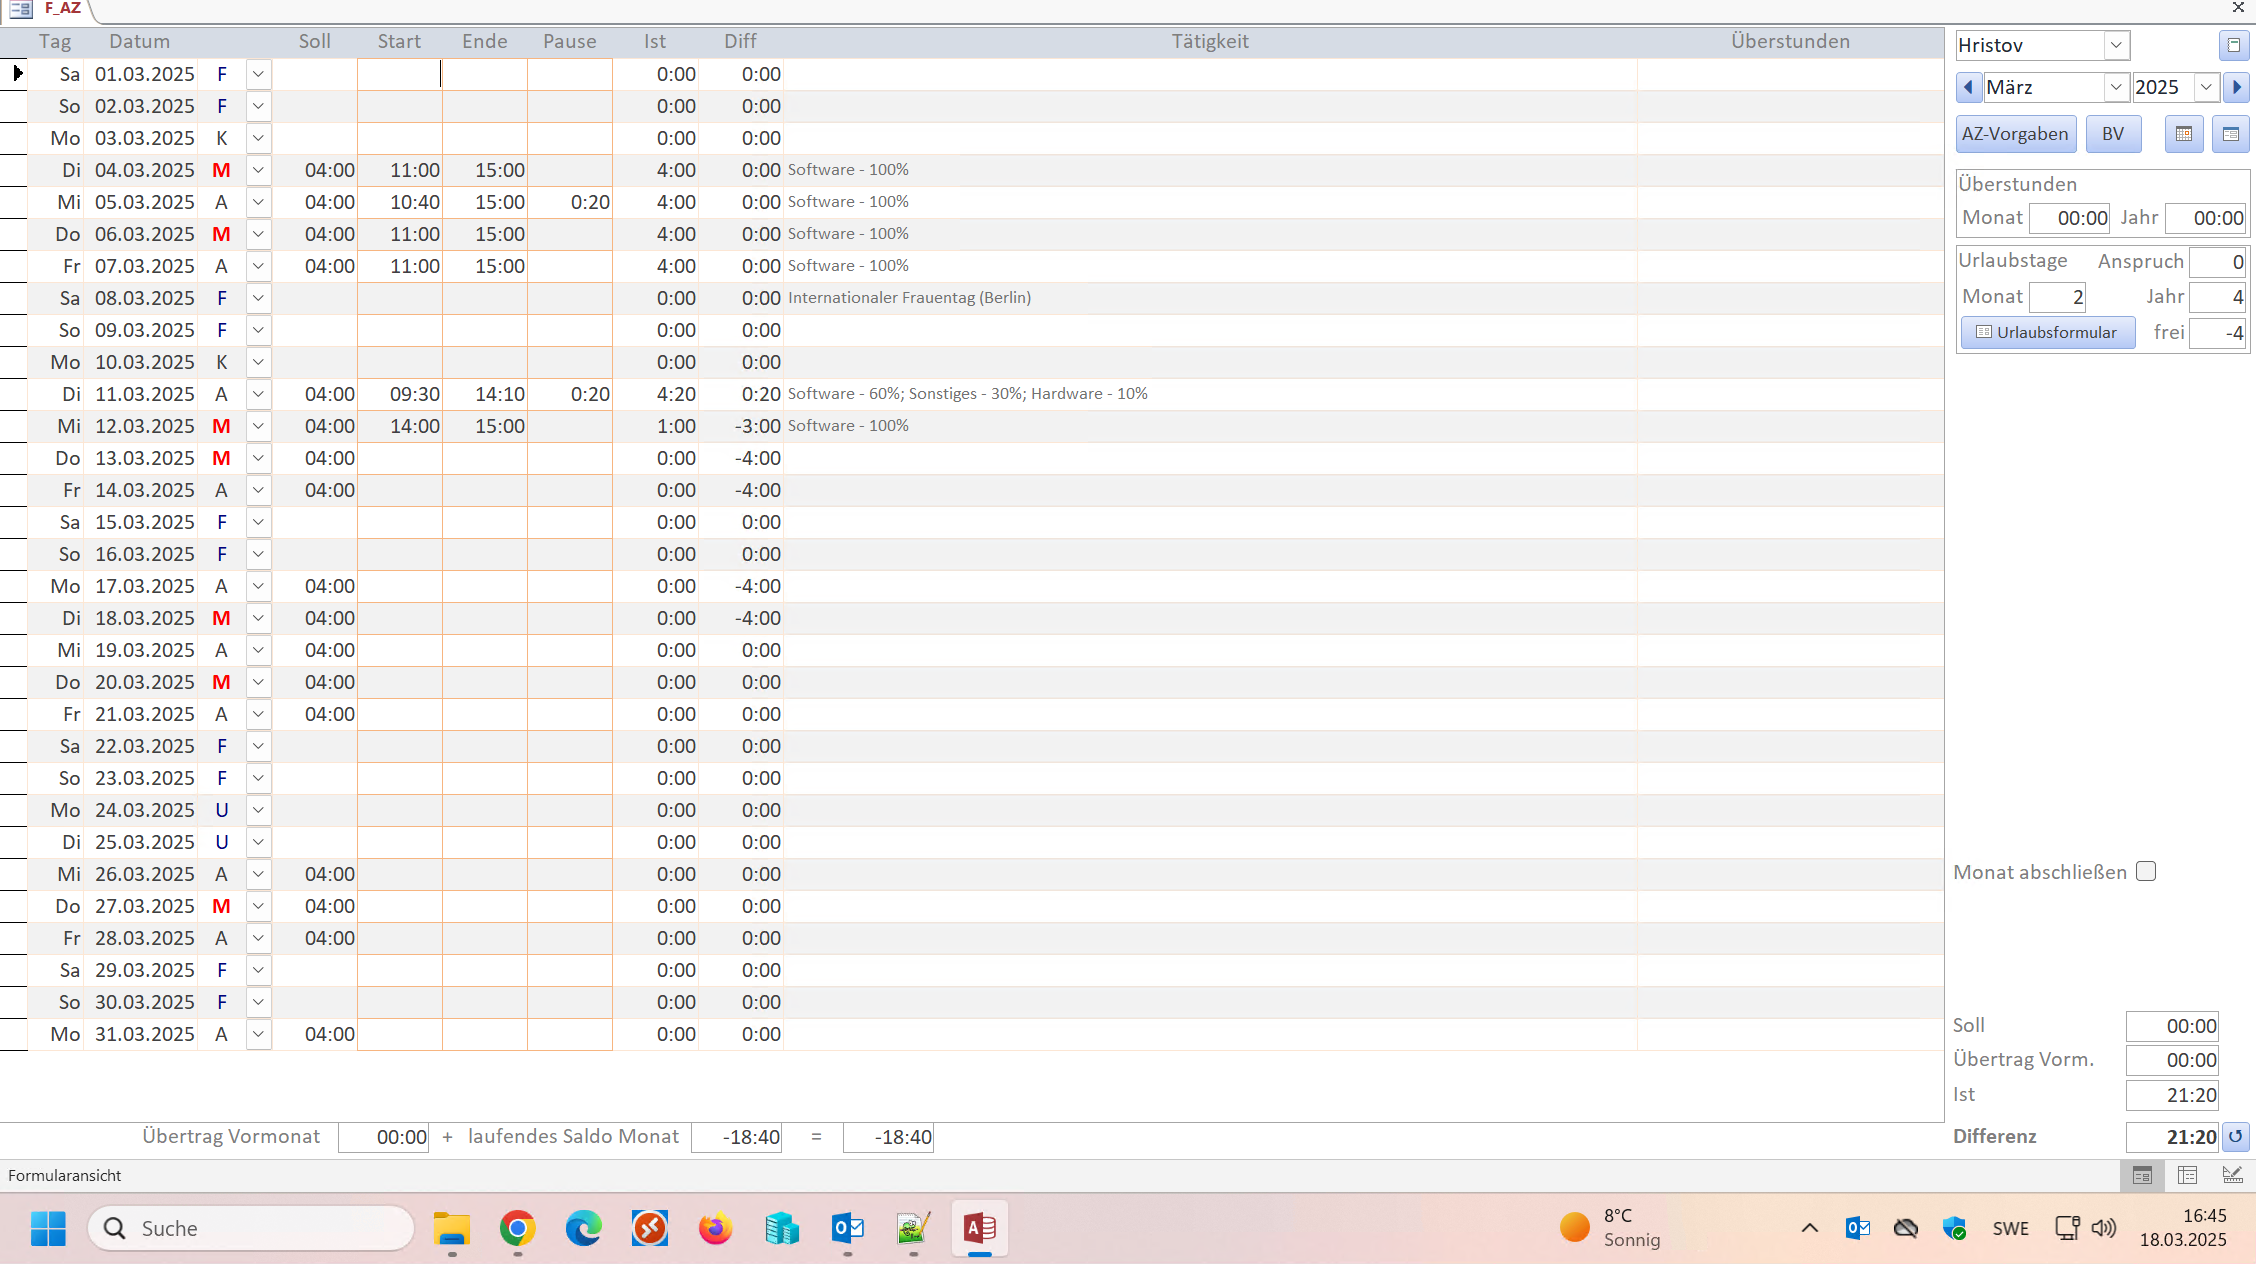 F_AZ
Tag Datum Soll Start Ende Pause Ist Diff Tätigkeit Überstunden
Sa 01.03.2025 F 0:00 0:00
So 02.03.2025 F 0:00 0:00
Mo 03.03.2025 K 0:00 0:00
Di 04.03.2025 M 04:00 11:00 15:00 4:00 0:00 Software - 100%
Mi 05.03.2025 A 04:00 10:40 15:00 0:20 4:00 0:00 Software - 100%
Do 06.03.2025 M 04:00 11:00 15:00 4:00 0:00 Software - 100%
Fr 07.03.2025 A 04:00 11:00 15:00 4:00 0:00 Software - 100%
Sa 08.03.2025 F 0:00 0:00 Internationaler Frauentag (Berlin)
So 09.03.2025 F 0:00 0:00
Mo 10.03.2025 K 0:00 0:00
Di 11.03.2025 A 04:00 09:30 14:10 0:20 4:20 0:20 Software - 60%; Sonstiges - 30%; Hardware - 10%
Mi 12.03.2025 M 04:00 14:00 15:00 1:00 -3:00 Software - 100%
Do 13.03.2025 M 04:00 0:00 -4:00
Fr 14.03.2025 A 04:00 0:00 -4:00
Sa 15.03.2025 F 0:00 0:00
So 16.03.2025 F 0:00 0:00
Mo 17.03.2025 A 04:00 0:00 -4:00
Di 18.03.2025 M 04:00 0:00 -4:00
Mi 19.03.2025 A 04:00 0:00 0:00
Do 20.03.2025 M 04:00 0:00 0:00
Fr 21.03.2025 A 04:00 0:00 0:00
Sa 22.03.2025 F 0:00 0:00
So 23.03.2025 F 0:00 0:00
Mo 24.03.2025 U 0:00 0:00
Di 25.03.2025 U 0:00 0:00
Mi 26.03.2025 A 04:00 0:00 0:00
Do 27.03.2025 M 04:00 0:00 0:00
Fr 28.03.2025 A 04:00 0:00 0:00
Sa 29.03.2025 F 0:00 0:00
So 30.03.2025 F 0:00 0:00
Mo 31.03.2025 A 04:00 0:00 0:00
Übertrag Vormonat 00:00 + laufendes Saldo Monat -18:40 = -18:40
Hristov
März 2025
AZ-Vorgaben BV
Überstunden
Monat 00:00 Jahr 00:00
Urlaubstage Anspruch 0
Monat 2 Jahr 4
Urlaubsformular frei -4
Monat abschließen
Soll 00:00
Übertrag Vorm. 00:00
Ist 21:20
Differenz 21:20
Formularansicht
Suche
8°C
Sonnig
SWE
16:45
18.03.2025